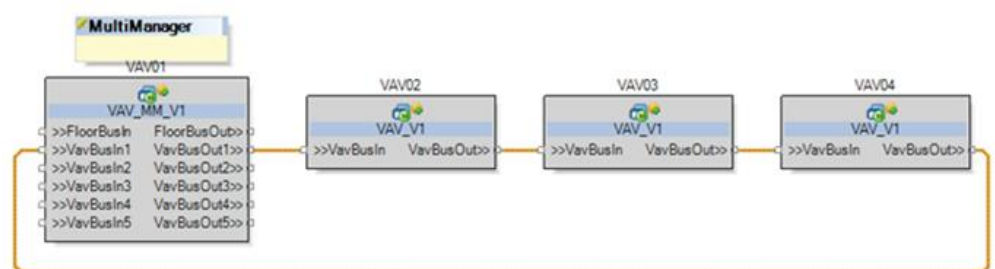 MultiManager
VAV01
VAV_MM_V1
>>FloorBusIn FloorBusOut>>
>>VavBusIn1 VavBusOut1>>
>>VavBusIn2 VavBusOut2>>
>>VavBusIn3 VavBusOut3>>
>>VavBusIn4 VavBusOut4>>
>>VavBusIn5 VavBusOut5>>
VAV02
VAV_V1
>>VavBusIn VavBusOut>>
VAV03
VAV_V1
>>VavBusIn VavBusOut>>
VAV04
VAV_V1
>>VavBusIn VavBusOut>>